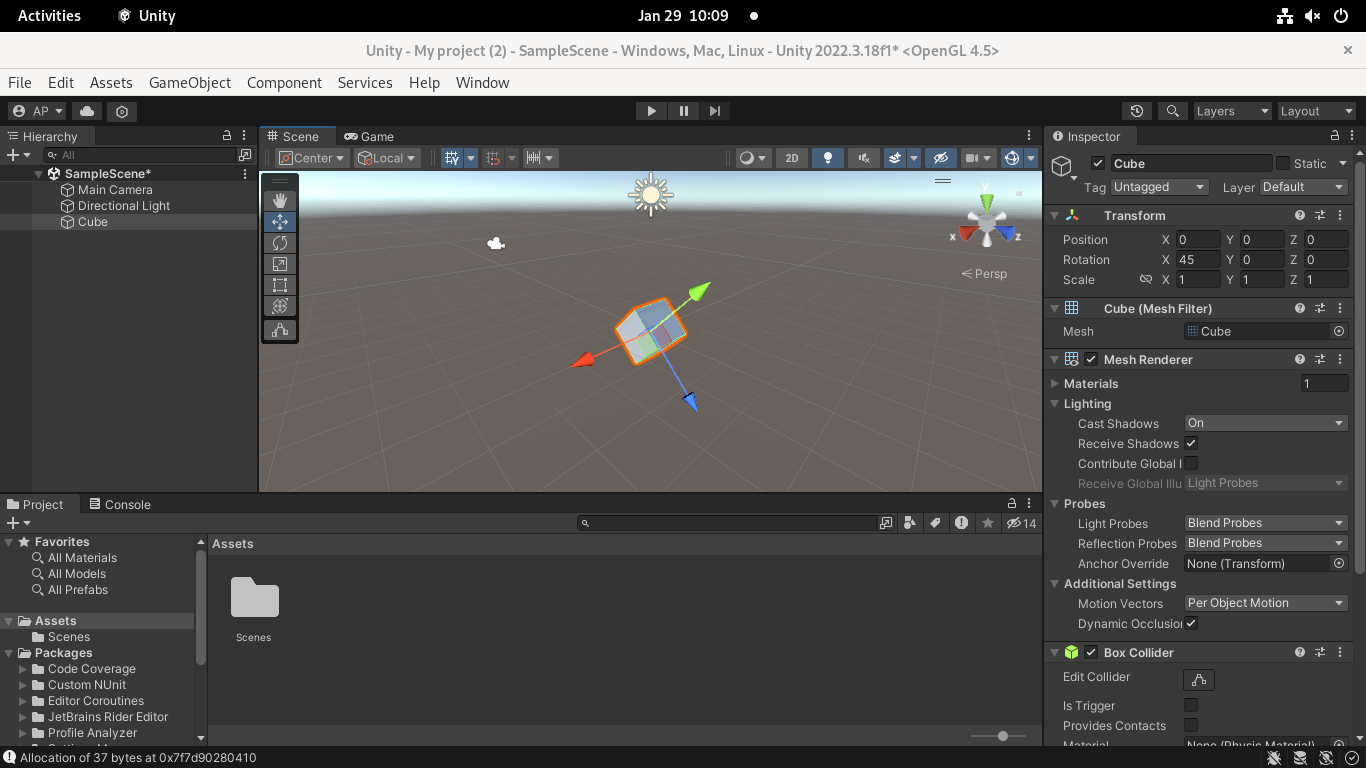 Activities Unity Jan 29 10:09
Unity - My project (2) - SampleScene - Windows, Mac, Linux - Unity 2022.3.18f1* <OpenGL 4.5>
File Edit Assets GameObject Component Services Help Window
AP Layers Layout
Hierarchy
All
SampleScene*
Main Camera
Directional Light
Cube
Scene Game
Center Local 2D
y
x z
Persp
Inspector
Cube Static
Tag Untagged Layer Default
Transform
Position X 0 Y 0 Z 0
Rotation X 45 Y 0 Z 0
Scale X 1 Y 1 Z 1
Cube (Mesh Filter)
Mesh Cube
Mesh Renderer
Materials 1
Lighting
Cast Shadows On
Receive Shadows
Contribute Global I
Receive Global Illu Light Probes
Probes
Light Probes Blend Probes
Reflection Probes Blend Probes
Anchor Override None (Transform)
Additional Settings
Motion Vectors Per Object Motion
Dynamic Occlusion
Box Collider
Edit Collider
Is Trigger
Provides Contacts
Material None (Physic Material)
Project Console
14
Favorites
All Materials
All Models
All Prefabs
Assets
Scenes
Packages
Code Coverage
Custom NUnit
Editor Coroutines
JetBrains Rider Editor
Profile Analyzer
Assets
Scenes
Allocation of 37 bytes at 0x7f7d90280410